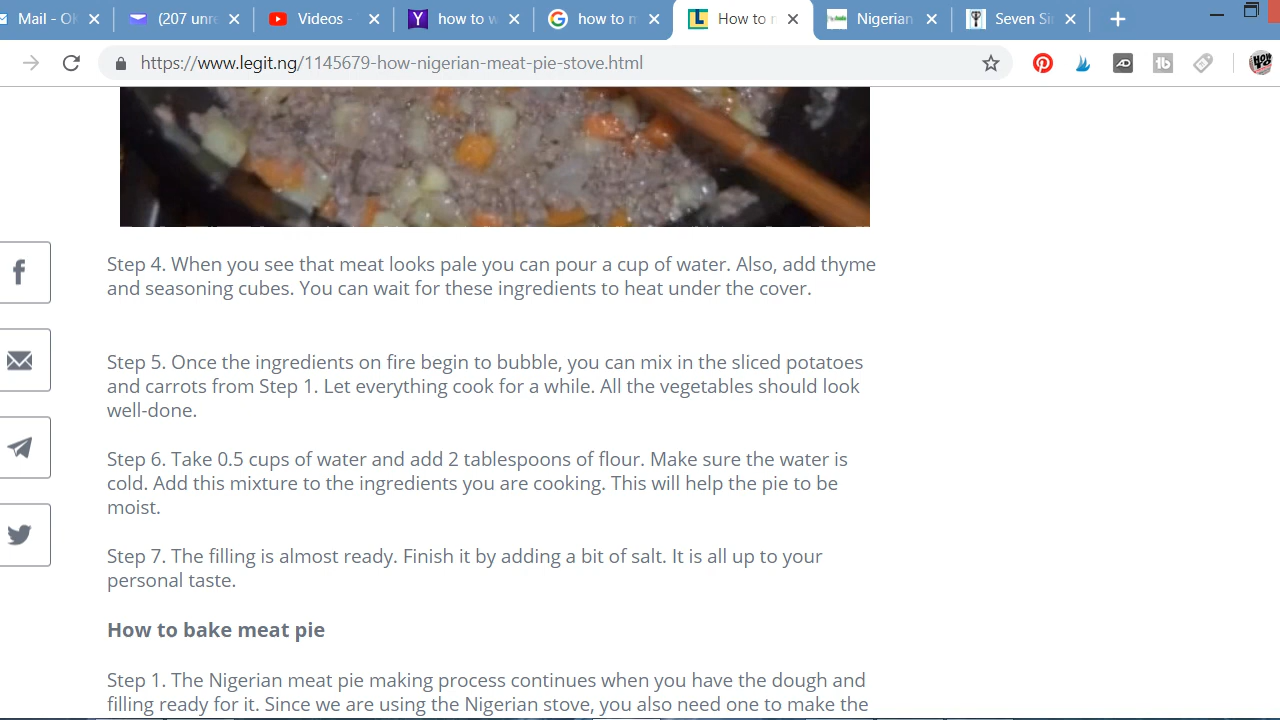 Mail - O
(207 unr
Videos -
how to w
how to m
How to n
Nigerian
Seven Si
https://www.legit.ng/1145679-how-nigerian-meat-pie-stove.html
Step 4. When you see that meat looks pale you can pour a cup of water. Also, add thyme
and seasoning cubes. You can wait for these ingredients to heat under the cover.
Step 5. Once the ingredients on fire begin to bubble, you can mix in the sliced potatoes
and carrots from Step 1. Let everything cook for a while. All the vegetables should look
well-done.
Step 6. Take 0.5 cups of water and add 2 tablespoons of flour. Make sure the water is
cold. Add this mixture to the ingredients you are cooking. This will help the pie to be
moist.
Step 7. The filling is almost ready. Finish it by adding a bit of salt. It is all up to your
personal taste.
How to bake meat pie
Step 1. The Nigerian meat pie making process continues when you have the dough and
filling ready for it. Since we are using the Nigerian stove, you also need one to make the